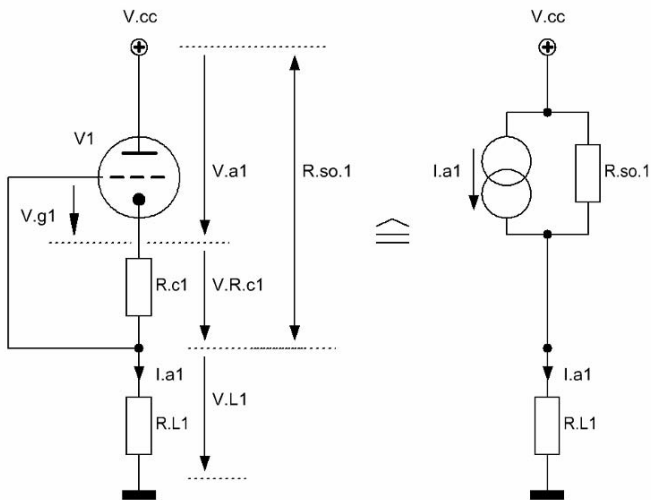 V.cc
V.cc
V1
V.a1
R.so.1
I.a1
R.so.1
V.g1
R.c1
V.R.c1
I.a1
V.L1
R.L1
I.a1
R.L1